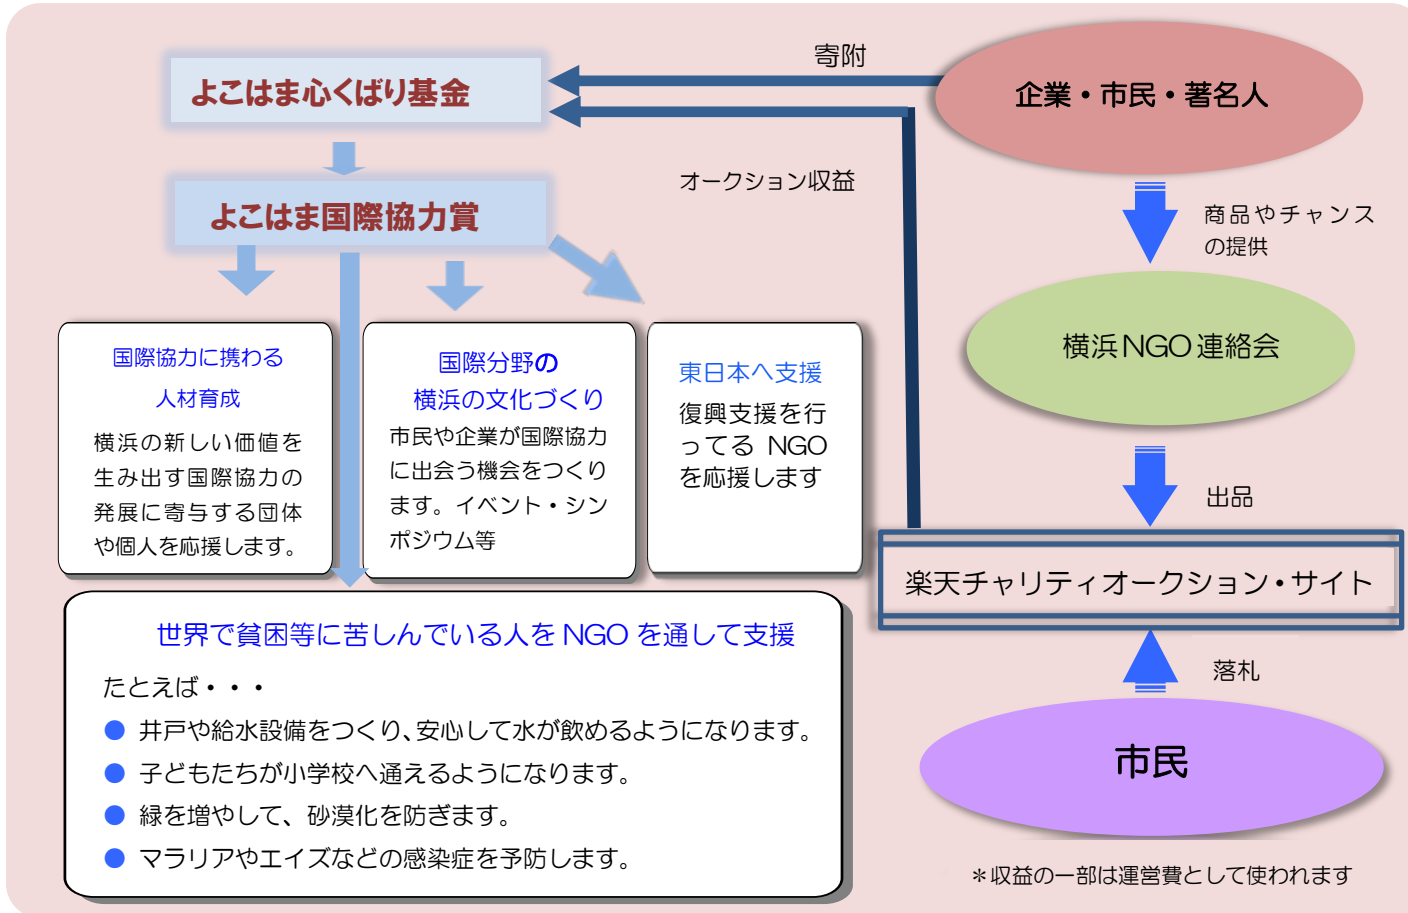 寄附
よこはま心くばり基金
企業・市民・著名人
オークション収益
よこはま国際協力賞
商品やチャンス
の提供
国際協力に携わる
人材育成
横浜の新しい価値を
生み出す国際協力の
発展に寄与する団体
や個人を応援します。
国際分野の
横浜の文化づくり
市民や企業が国際協力
に出会う機会をつくり
ます。イベント・シン
ポジウム等
東日本へ支援
復興支援を行
ってる NGO
を応援します
横浜NGO連絡会
出品
楽天チャリティオークション・サイト
落札
市民
世界で貧困等に苦しんでいる人をNGOを通して支援
たとえば・・・
● 井戸や給水設備をつくり、安心して水が飲めるようになります。
● 子どもたちが小学校へ通えるようになります。
● 緑を増やして、砂漠化を防ぎます。
● マラリアやエイズなどの感染症を予防します。
＊収益の一部は運営費として使われます